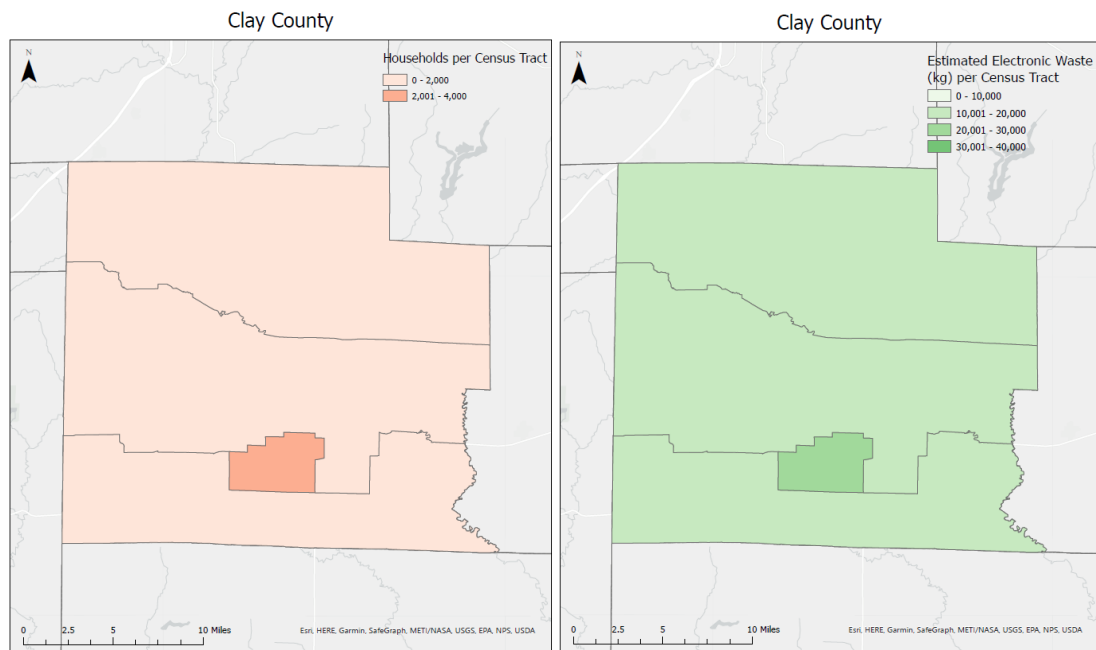 Clay County
N
Households per Census Tract
0 - 2,000
2,001 - 4,000
0 2.5 5 10 Miles
Esri, HERE, Garmin, SafeGraph, METI/NASA, USGS, EPA, NPS, USDA
Clay County
N
Estimated Electronic Waste
(kg) per Census Tract
0 - 10,000
10,001 - 20,000
20,001 - 30,000
30,001 - 40,000
0 2.5 5 10 Miles
Esri, HERE, Garmin, SafeGraph, METI/NASA, USGS, EPA, NPS, USDA